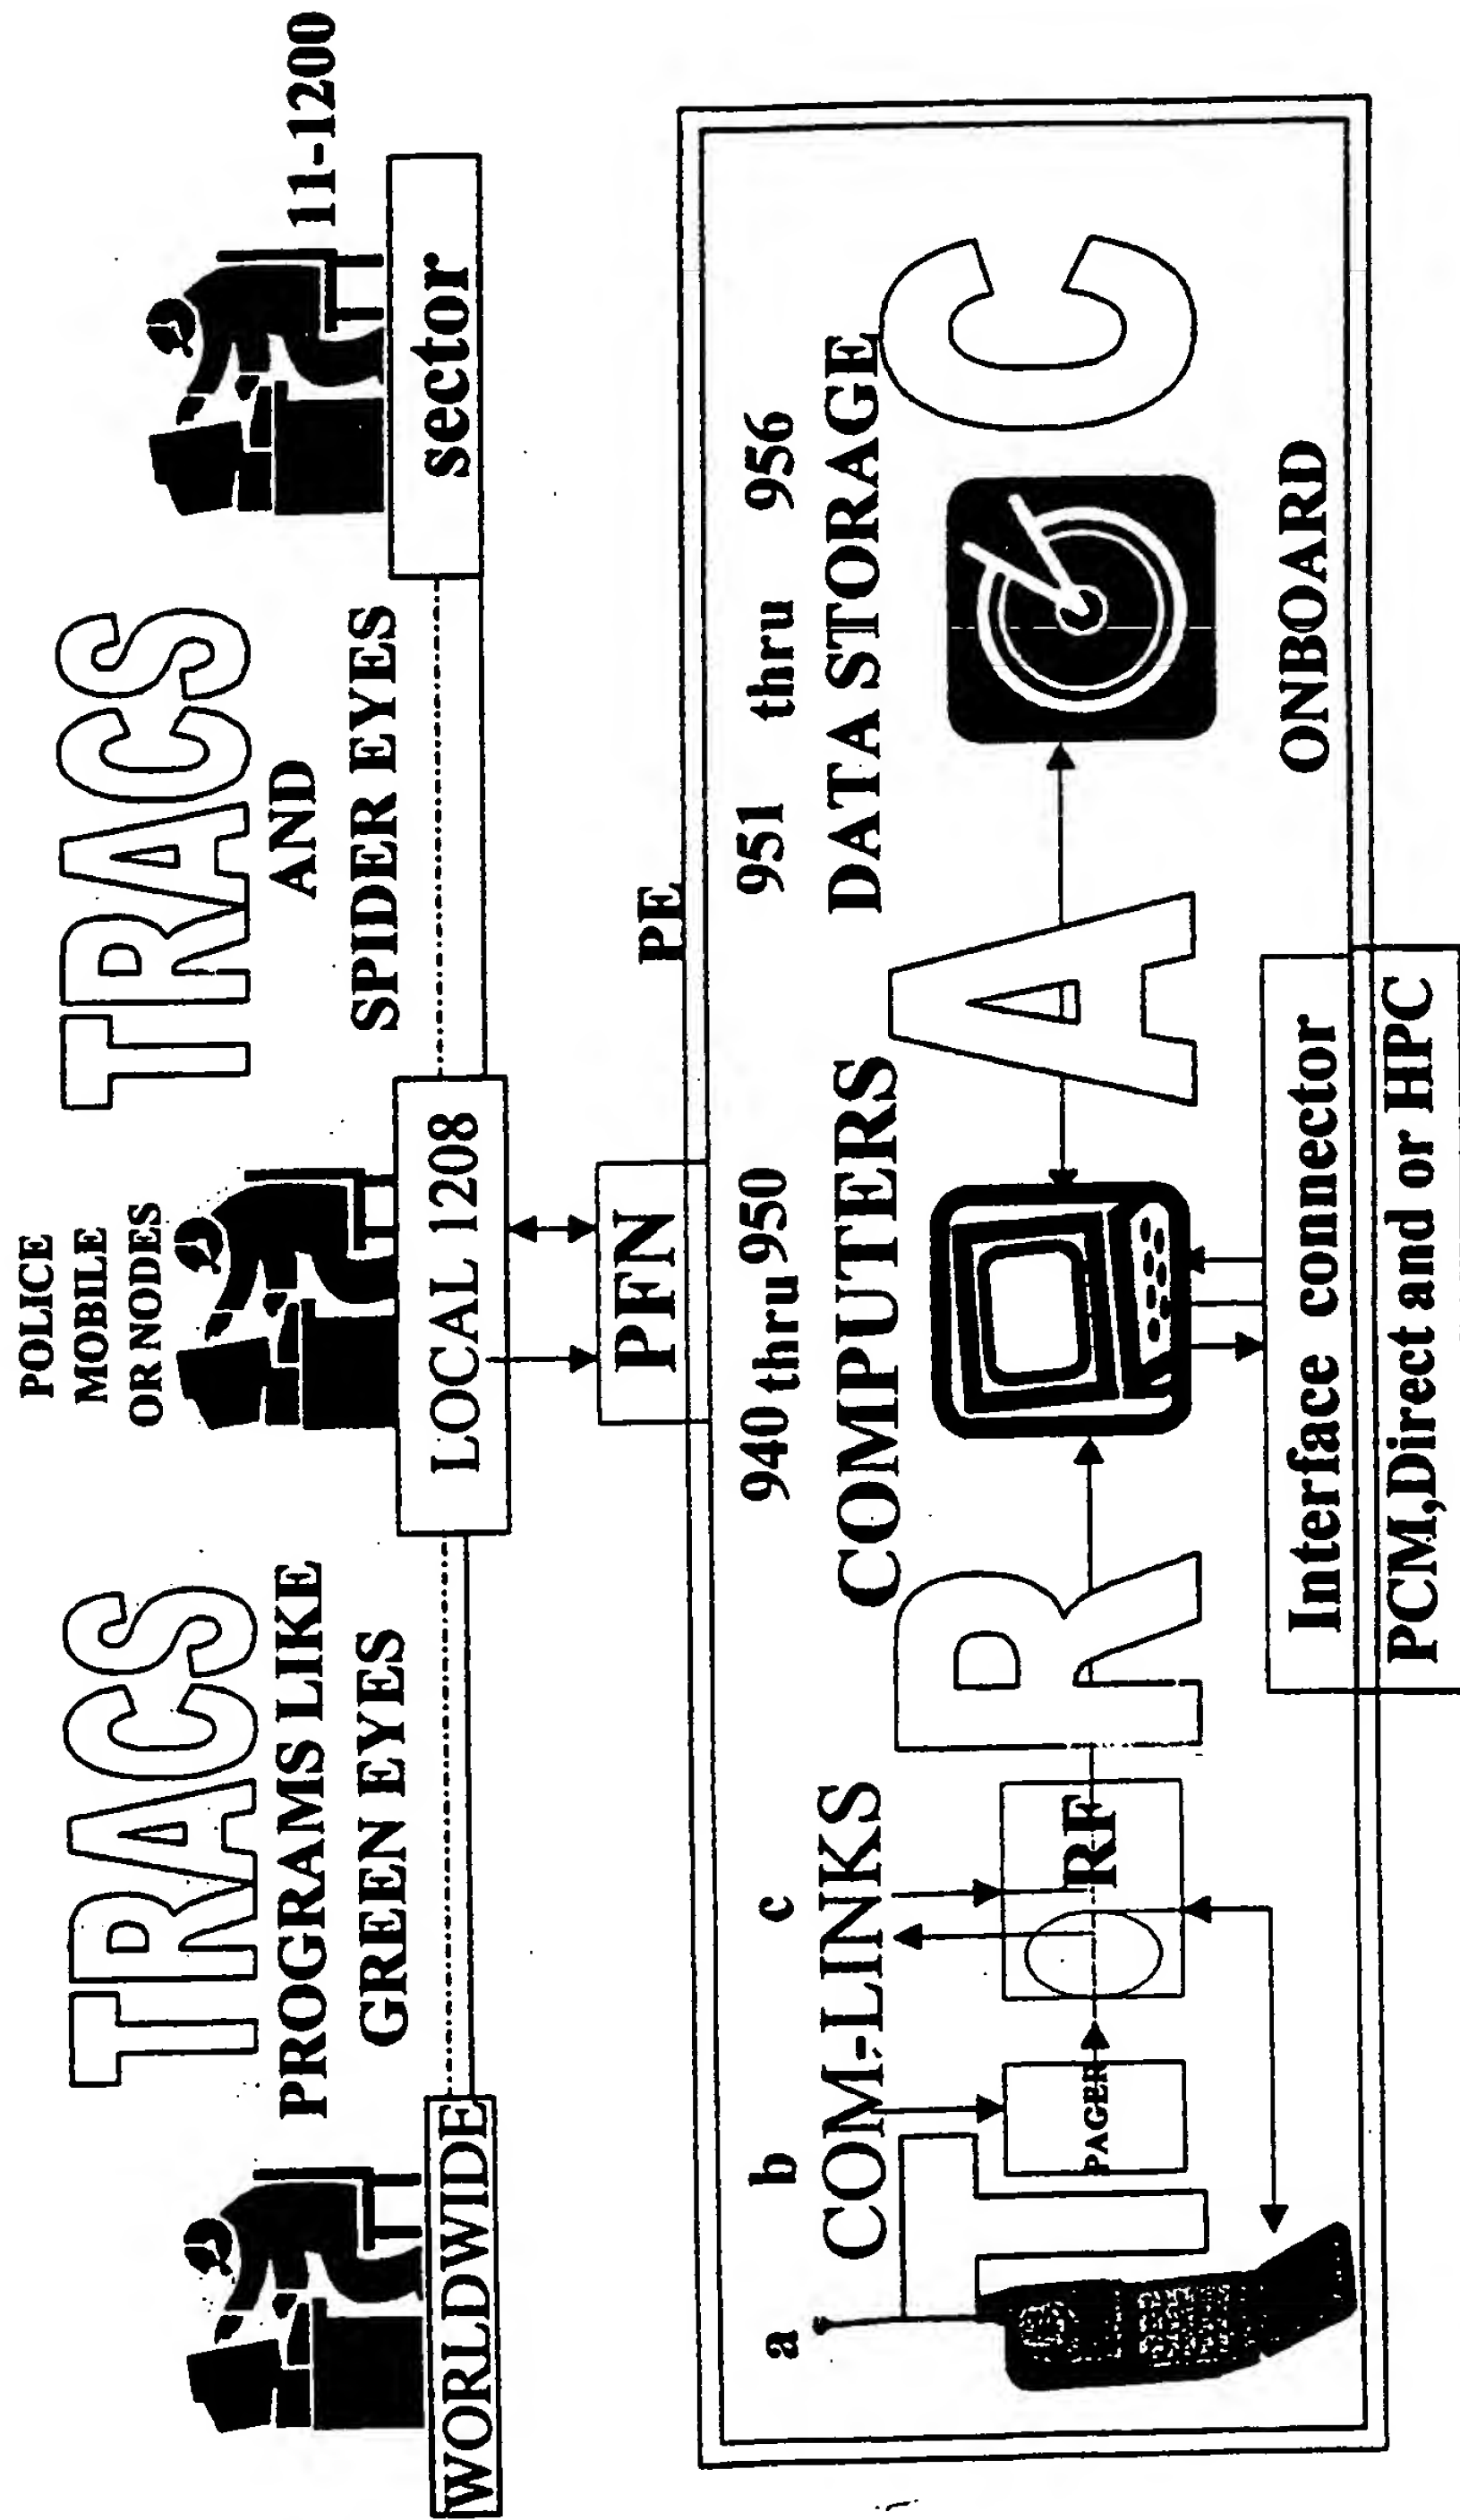 POLICE
MOBILE
OR NODES
TRACS
PROGRAMS LIKE
GREEN EYES
TRACS
AND
SPIDER EYES
11-1200
WORLDWIDE
LOCAL 1208
sector
PFN
PE
a
b
c
940 thru 950
951 thru 956
COM-LINKS
COMPUTERS
DATA STORAGE
T
PAGER
RF
R
A
C
ONBOARD
Interface connector
PCM,Direct and or HPC